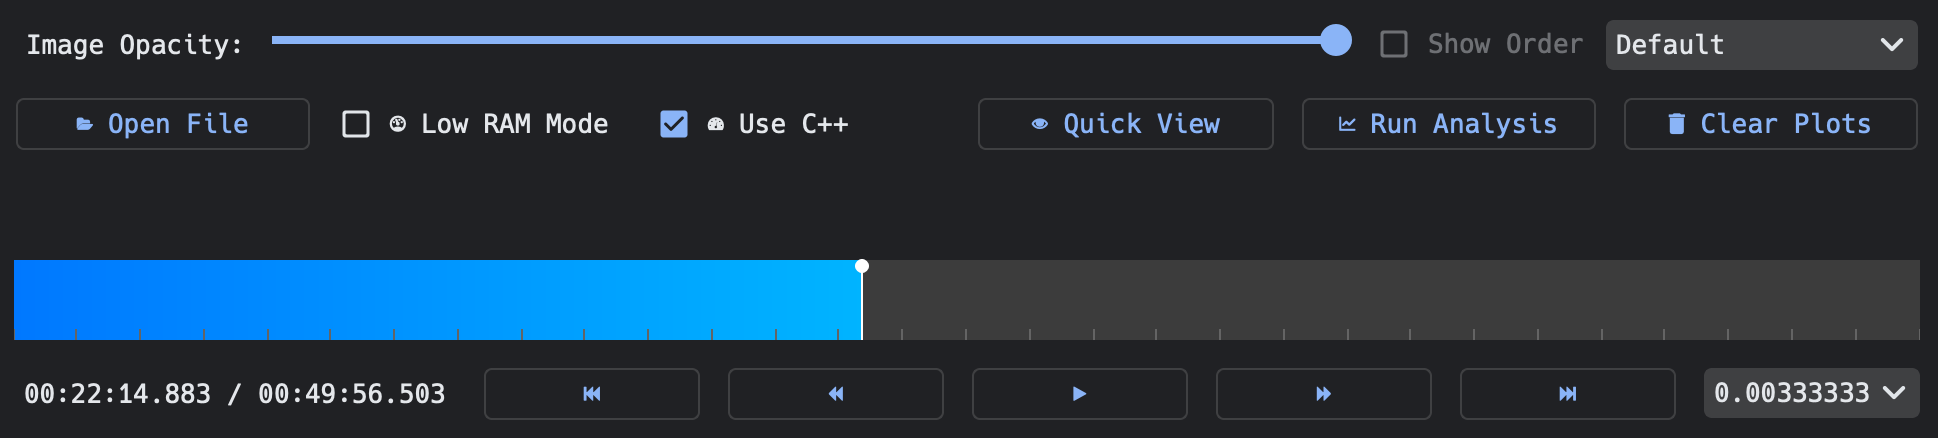 Image Opacity: Show Order Default
Open File Low RAM Mode Use C++ Quick View Run Analysis Clear Plots
00:22:14.883 / 00:49:56.503 0.00333333